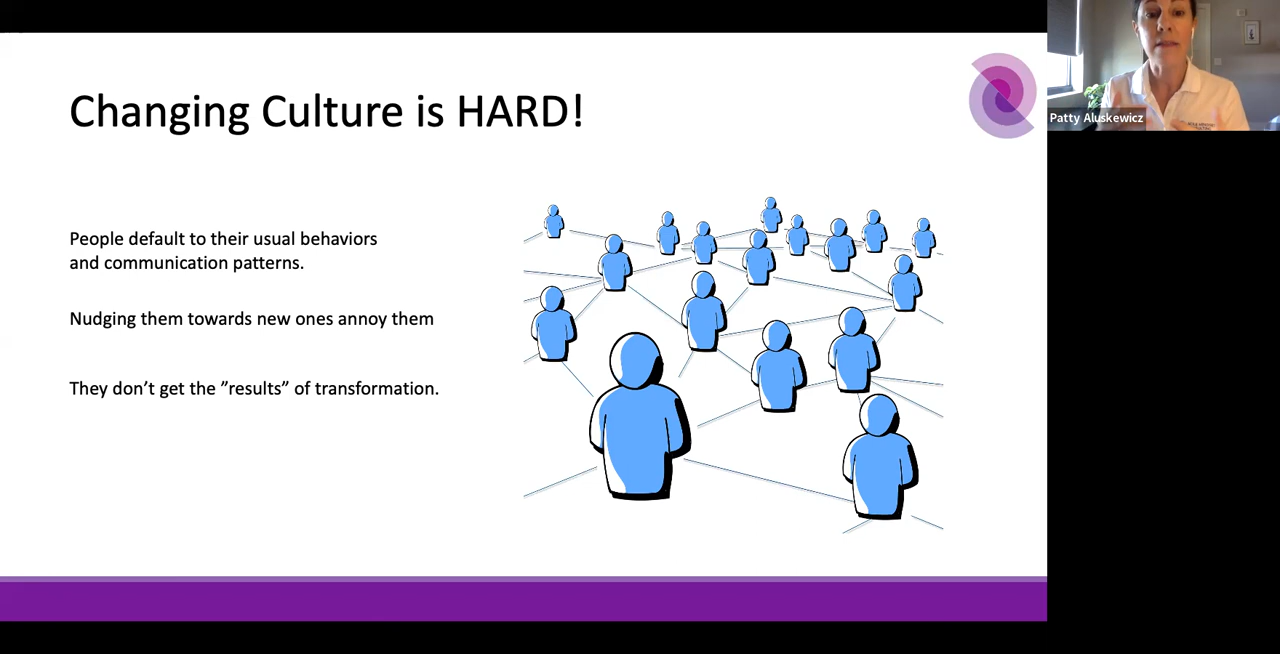 Changing Culture is HARD!
People default to their usual behaviors
and communication patterns.
Nudging them towards new ones annoy them
They don’t get the ”results” of transformation.
Patty Aluskewicz